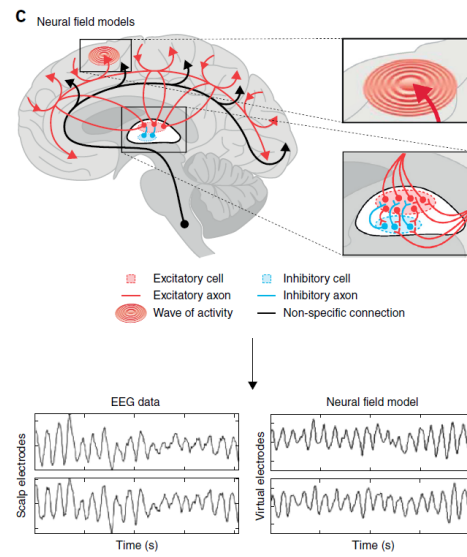 C
Neural field models
Excitatory cell
Inhibitory cell
Excitatory axon
Inhibitory axon
Wave of activity
Non-specific connection
EEG data
Neural field model
Scalp electrodes
Virtual electrodes
Time (s)
Time (s)